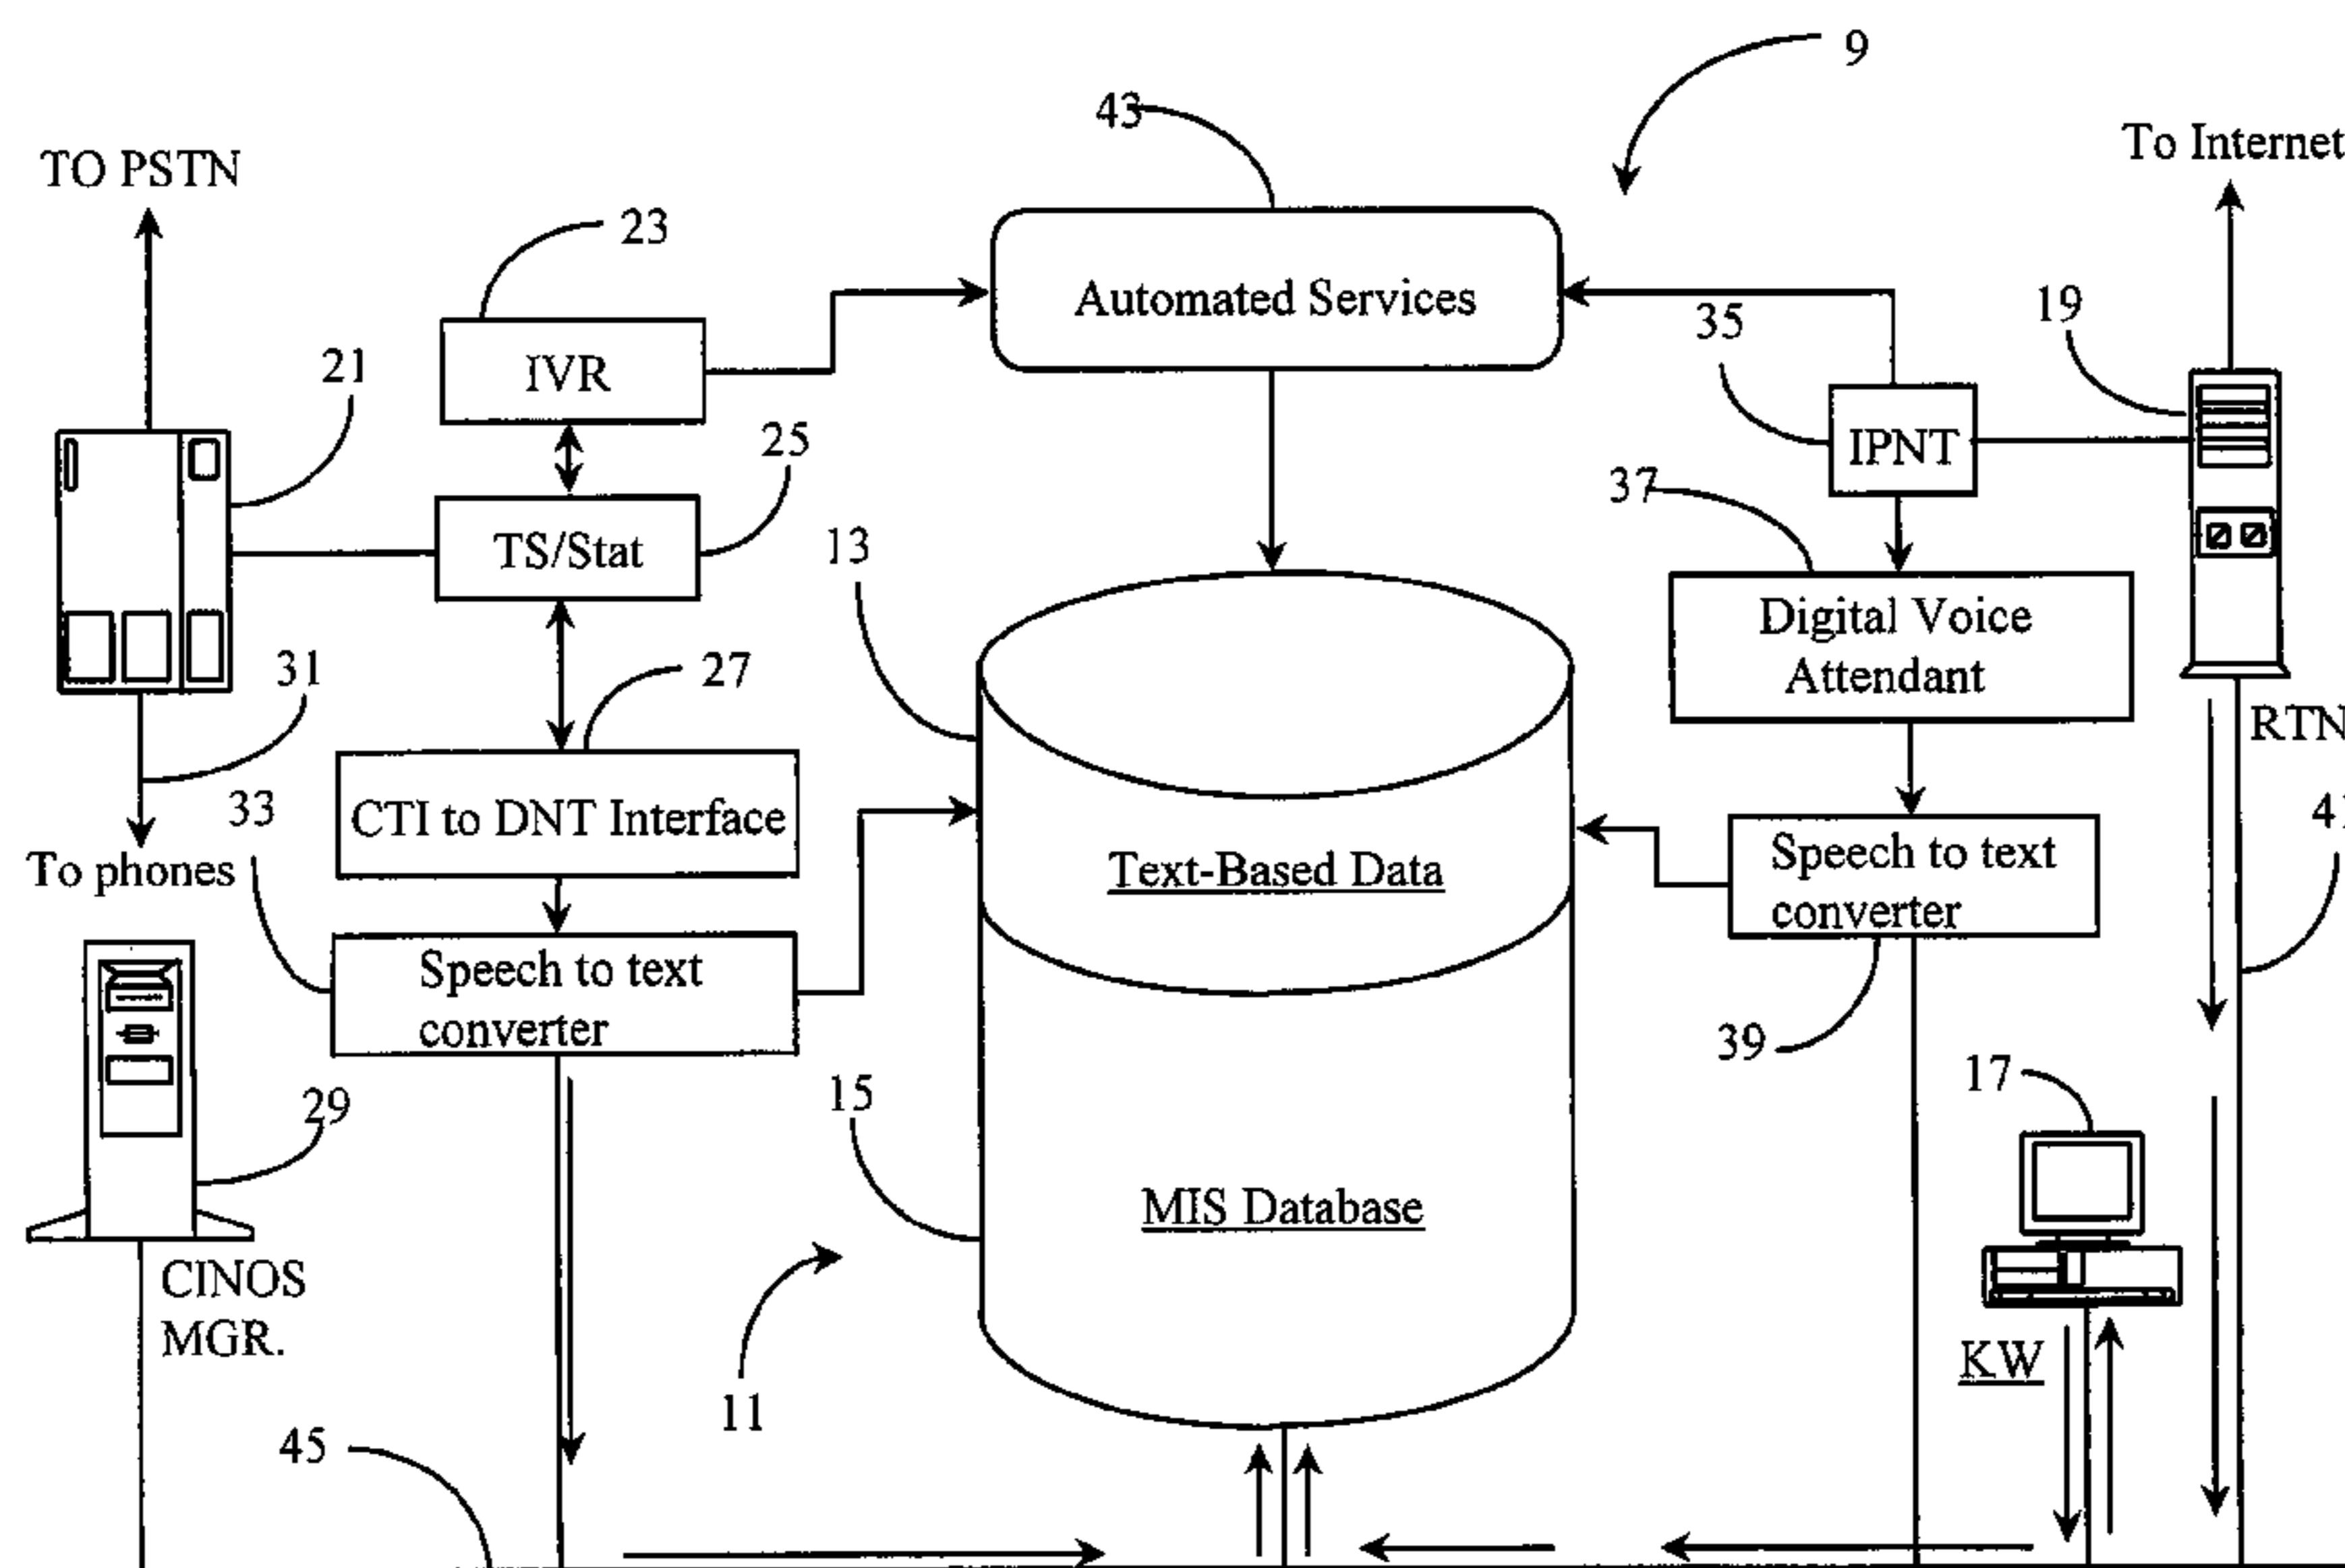 9
43
To Internet
TO PSTN
23
Automated Services
35
19
21
IVR
25
IPNT
37
TS/Stat
13
Digital Voice
Attendant
31
27
RTN
33
CTI to DNT Interface
41
To phones
Text-Based Data
Speech to text
converter
Speech to text
converter
39
17
29
15
MIS Database
CINOS
MGR.
KW
11
45